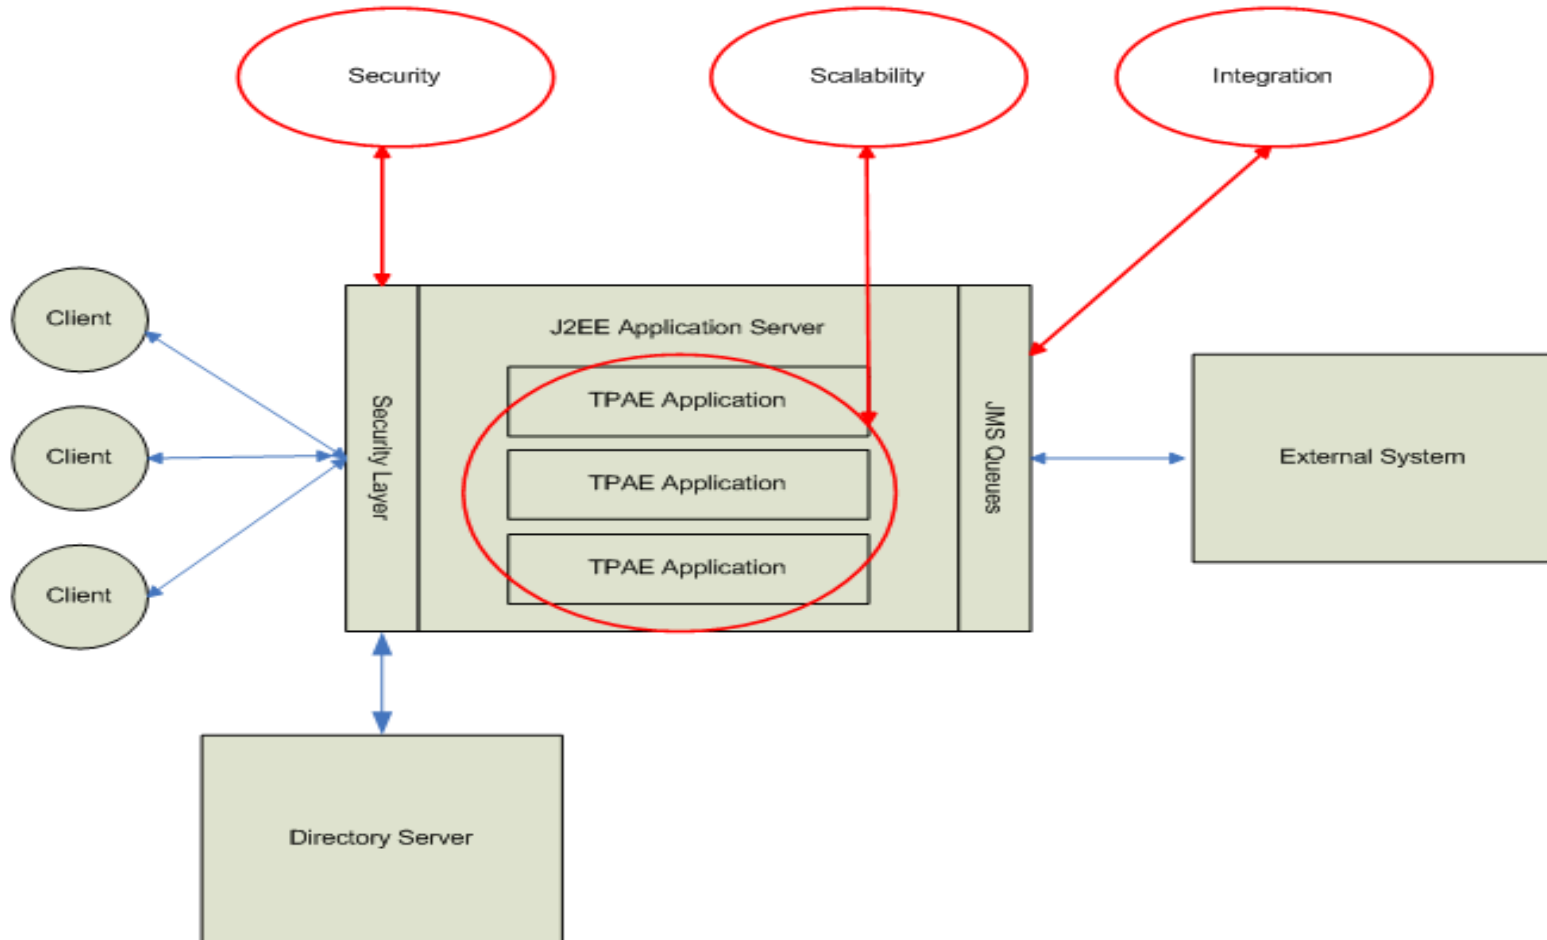 Security
Scalability
Integration
Client
Client
Client
Security Layer
J2EE Application Server
TPAE Application
TPAE Application
TPAE Application
JMS Queues
External System
Directory Server